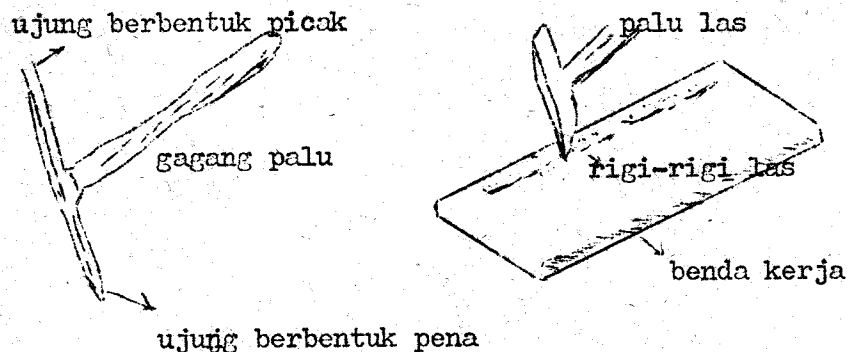 ujung berbentuk picak
gagang palu
ujung berbentuk pena
palu las
rigi-rigi las
benda kerja